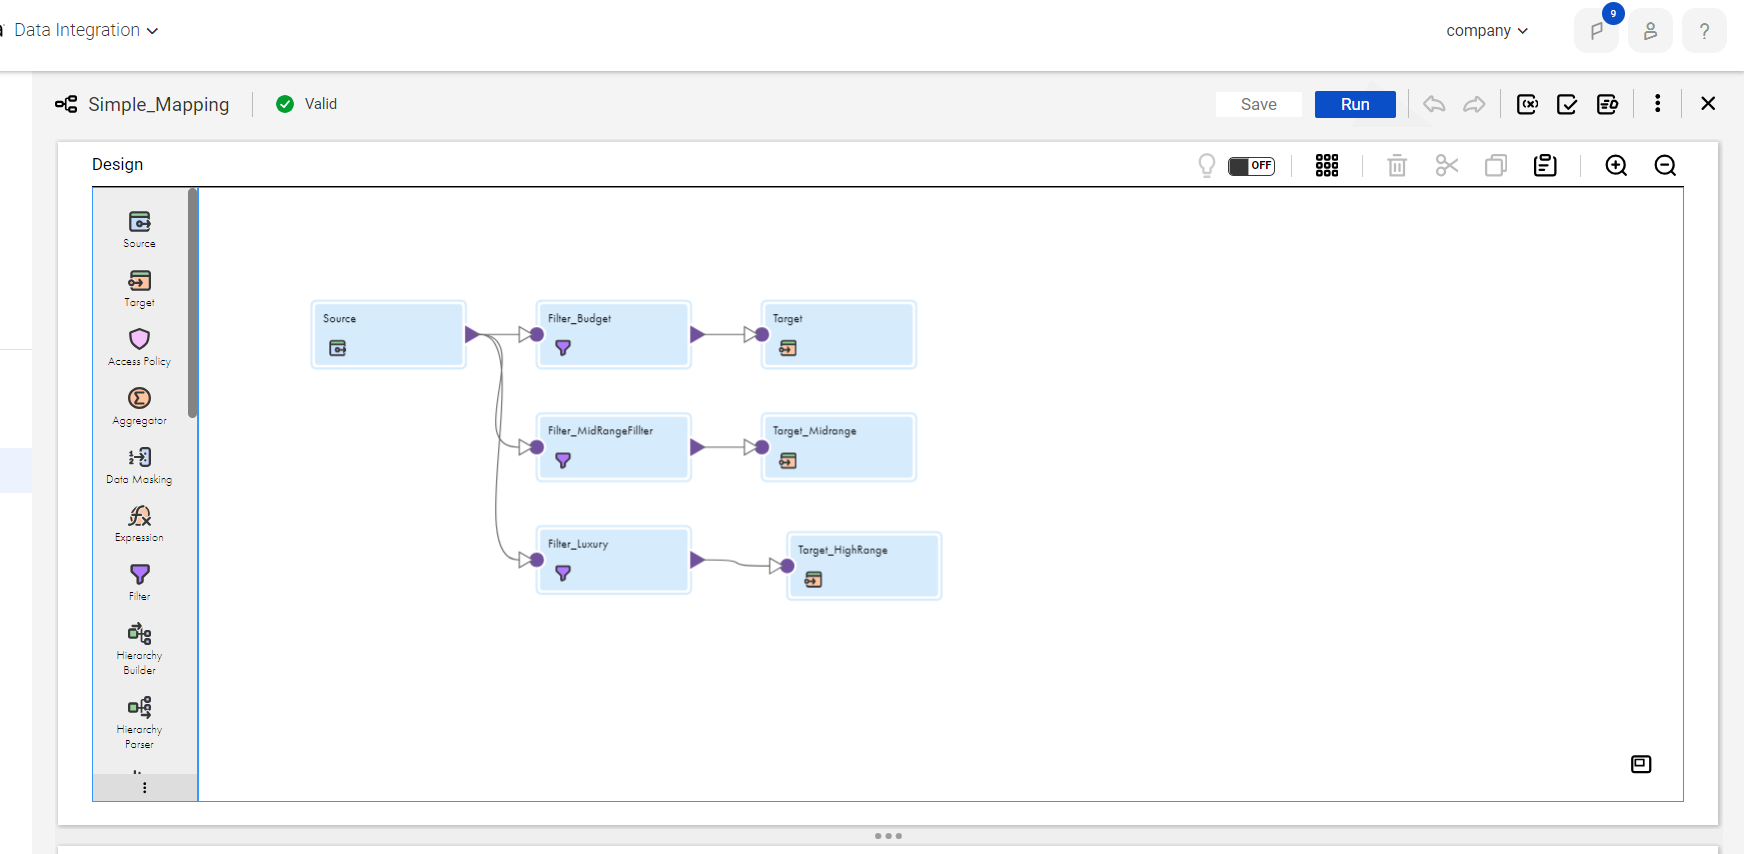 Data Integration
company
9
?
Simple_Mapping
Valid
Save
Run
Design
OFF
Source
Target
Access Policy
Aggregator
Data Masking
Expression
Filter
Hierarchy
Builder
Hierarchy
Parser
Source
Filter_Budget
Target
Filter_MidRangeFillter
Target_Midrange
Filter_Luxury
Target_HighRange